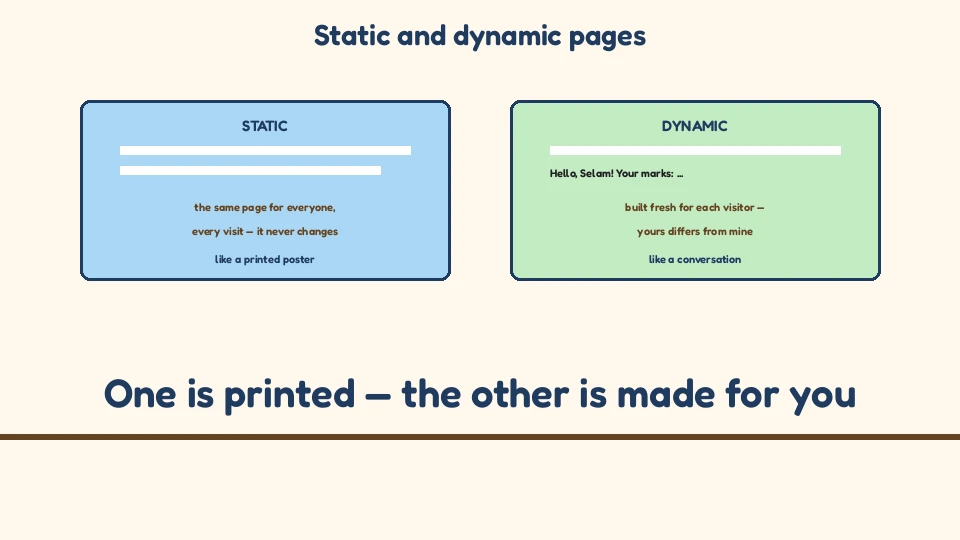 Static and dynamic pages
STATIC
the same page for everyone,
every visit — it never changes
like a printed poster
DYNAMIC
Hello, Selam! Your marks: ...
built fresh for each visitor —
yours differs from mine
like a conversation
One is printed — the other is made for you